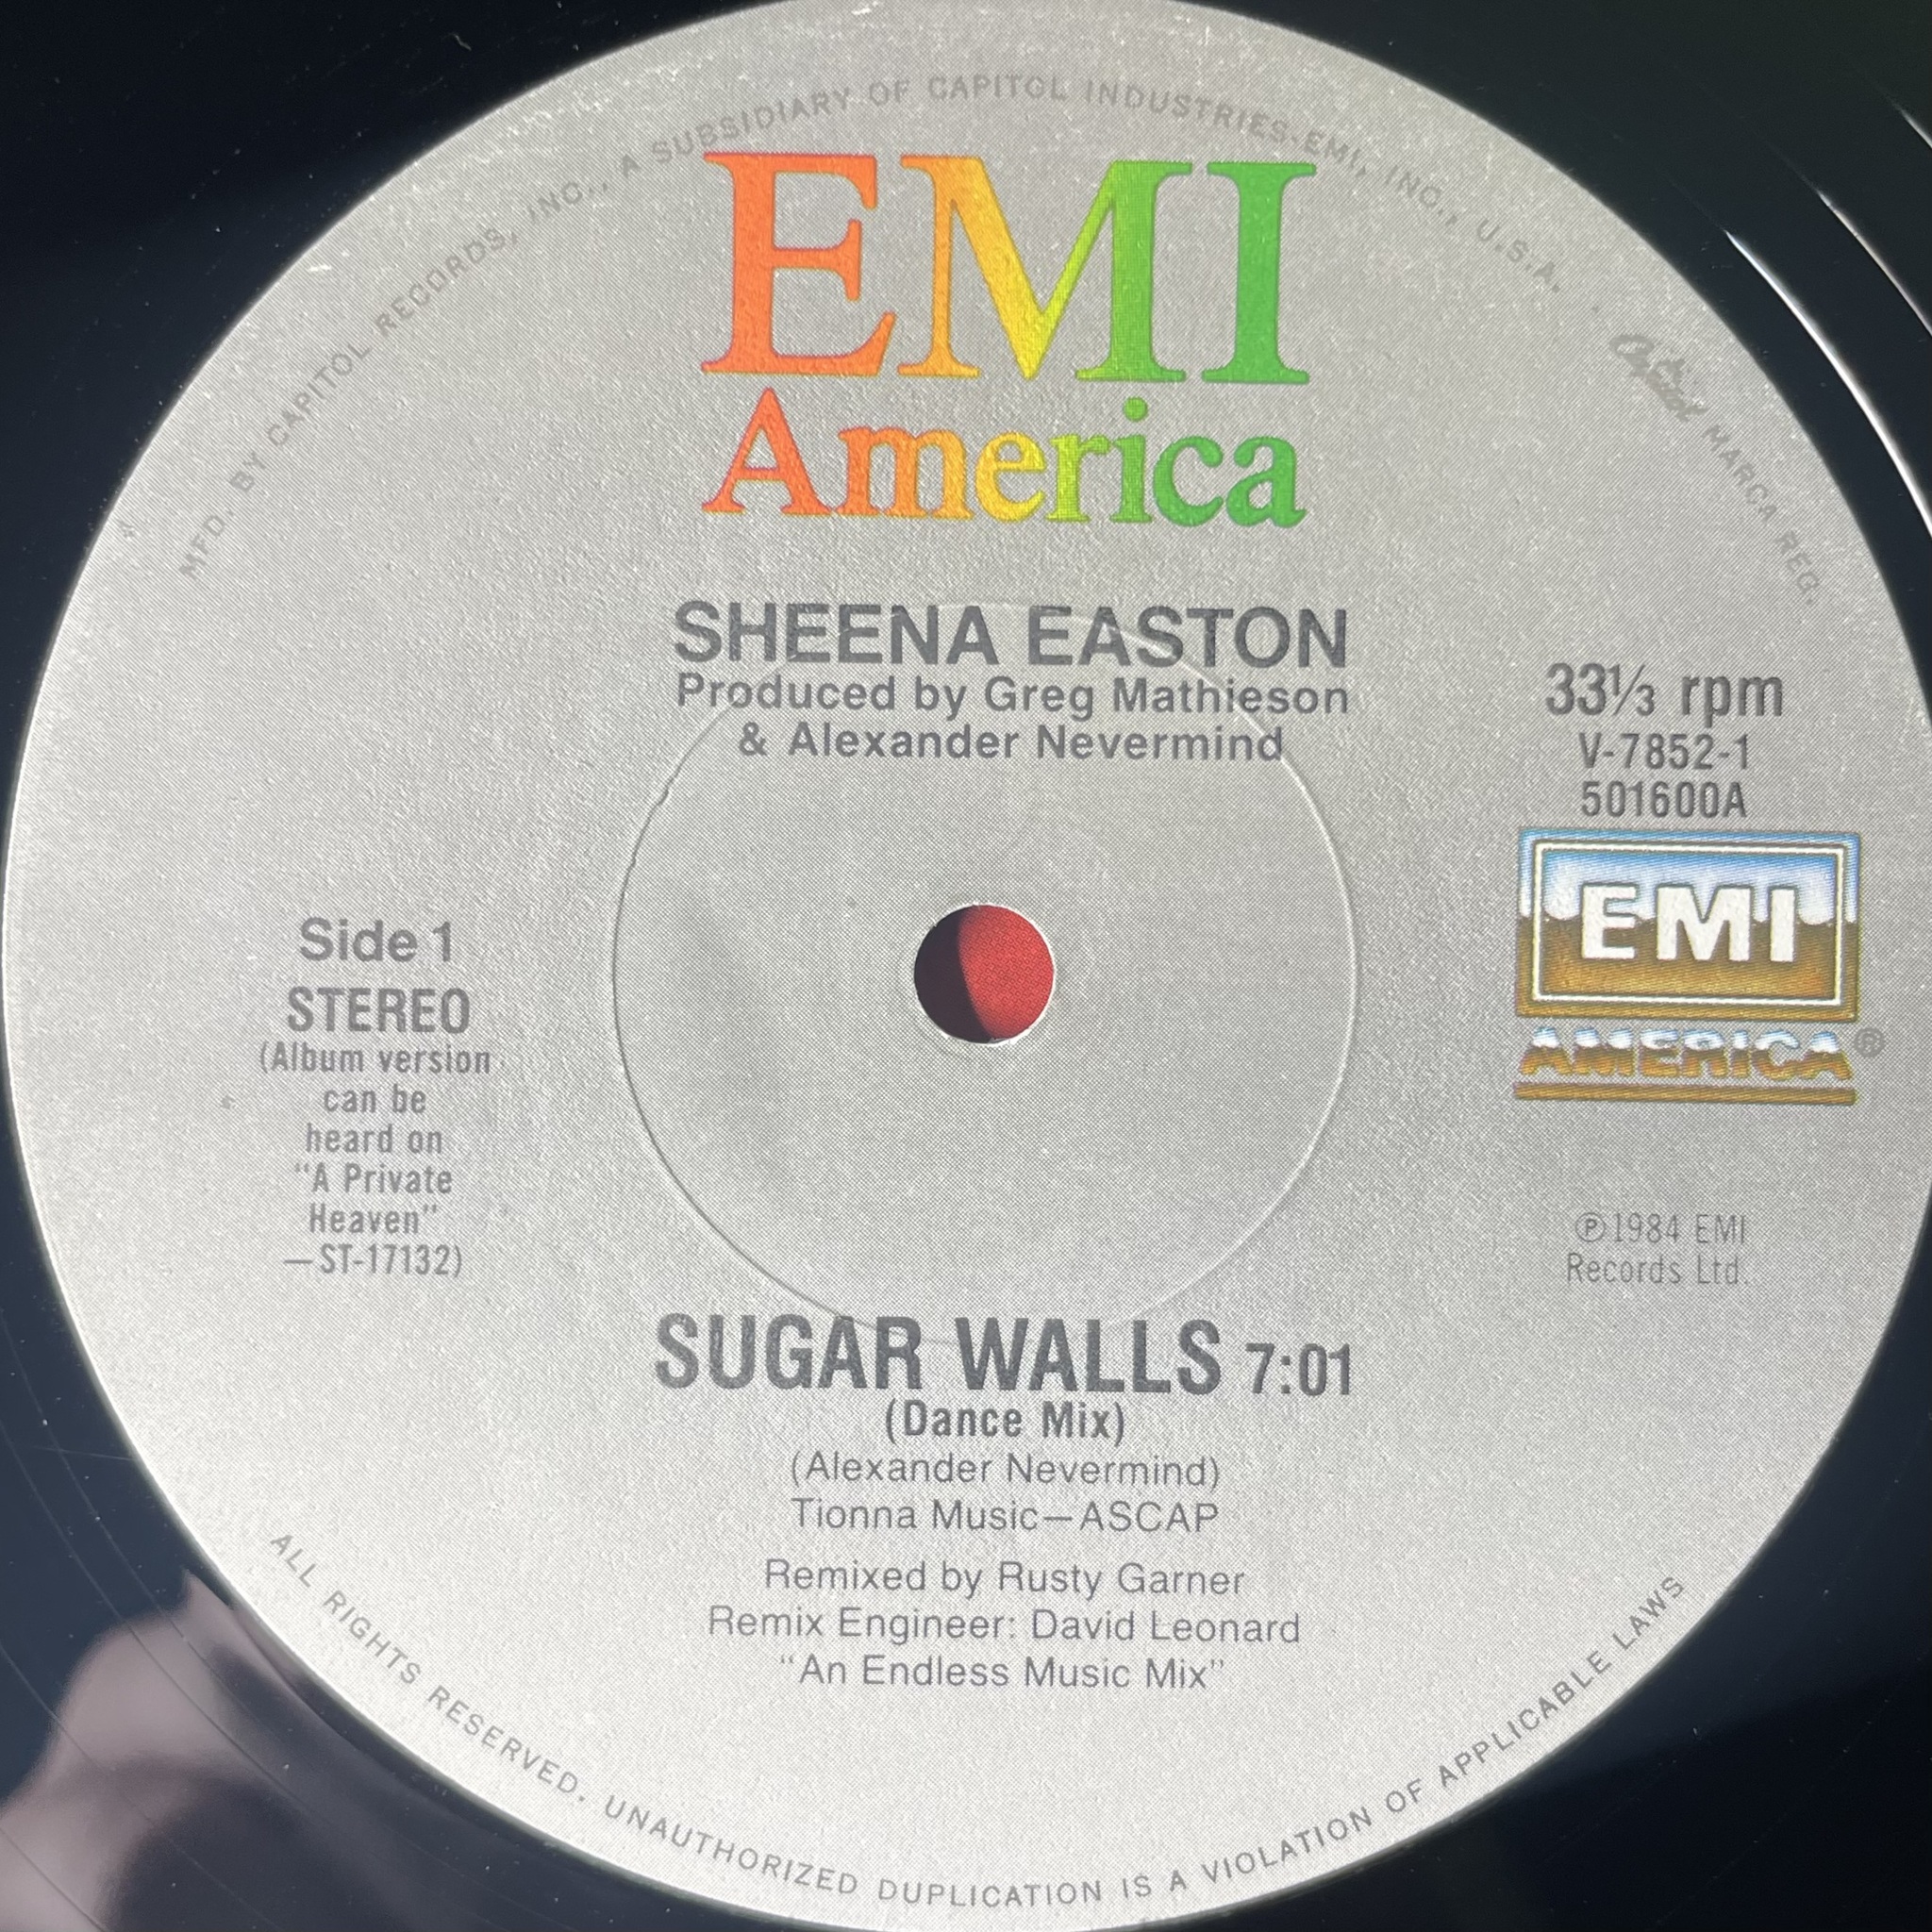 MFD. BY CAPITOL RECORDS, INC., A SUBSIDIARY OF CAPITOL INDUSTRIES-EMI, INC., U.S.A. · Capitol MARCA REG.
EMI
America
SHEENA EASTON
Produced by Greg Mathieson
& Alexander Nevermind
33⅓ rpm
V-7852-1
501600A
EMI
AMERICA®
Side 1
STEREO
(Album version
can be
heard on
"A Private
Heaven"
—ST-17132)
℗1984 EMI
Records Ltd.
SUGAR WALLS 7:01
(Dance Mix)
(Alexander Nevermind)
Tionna Music—ASCAP
Remixed by Rusty Garner
Remix Engineer: David Leonard
"An Endless Music Mix"
ALL RIGHTS RESERVED. UNAUTHORIZED DUPLICATION IS A VIOLATION OF APPLICABLE LAWS